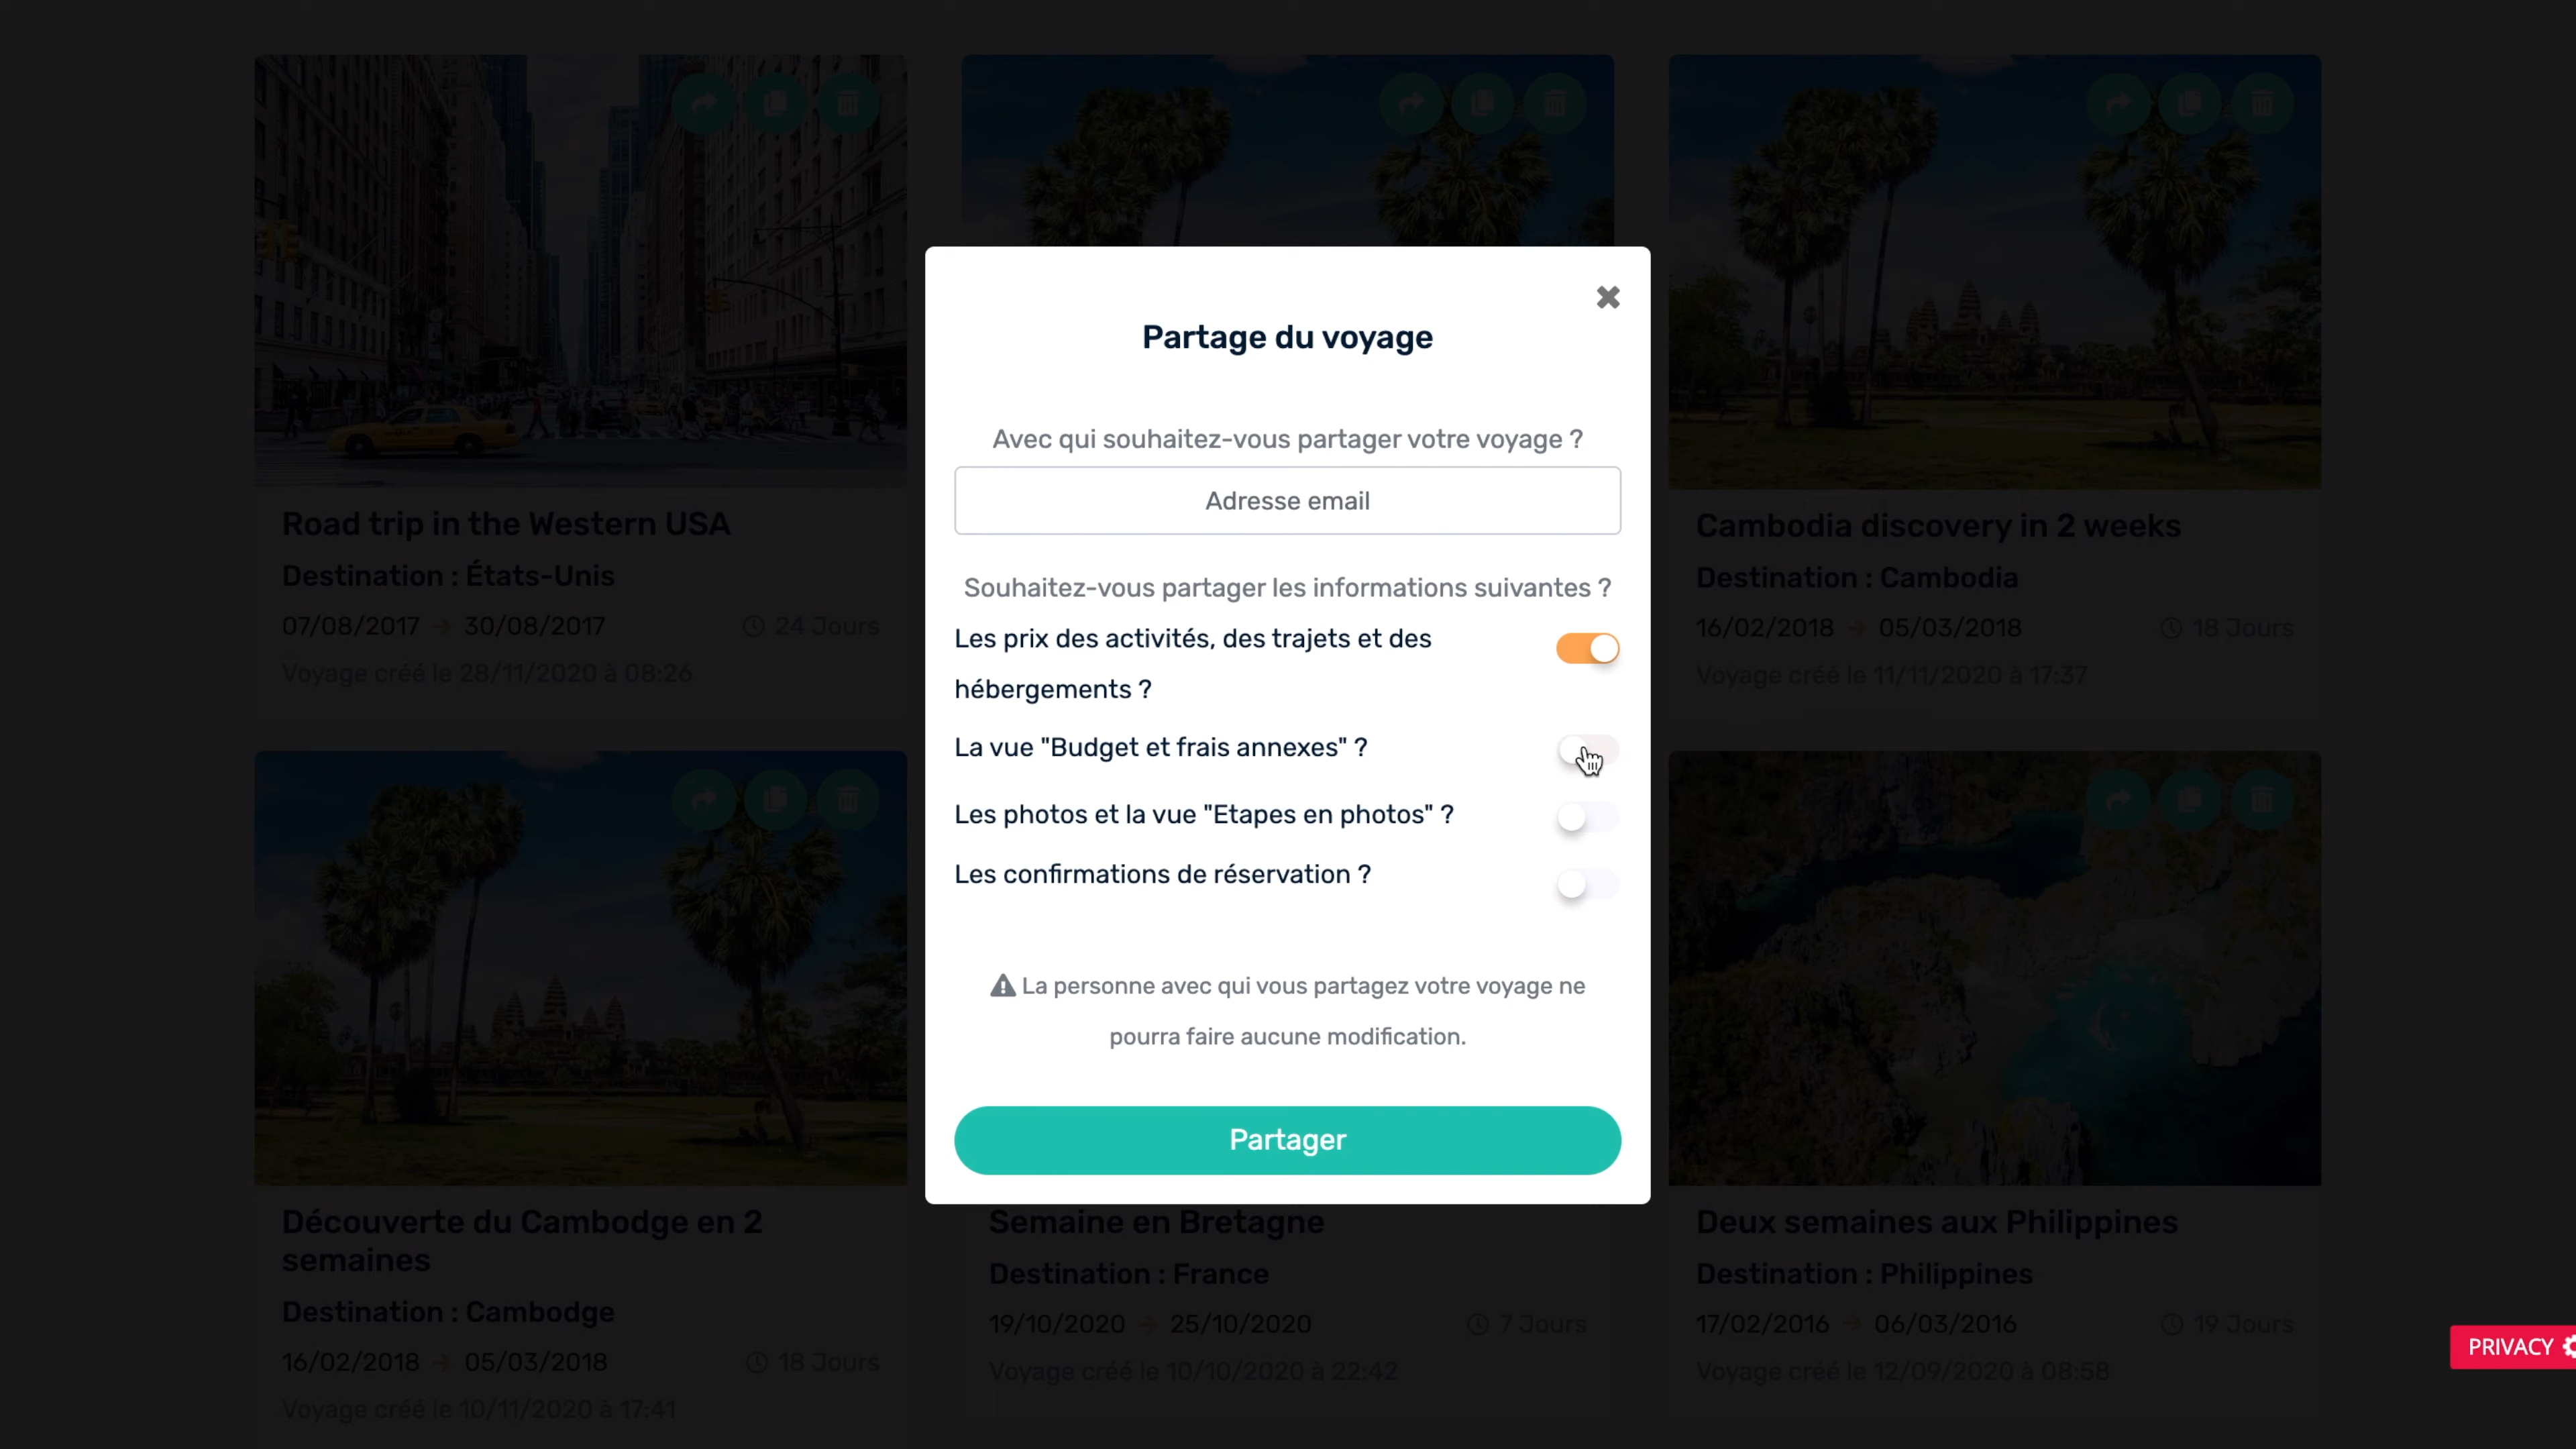 Partage du voyage
Avec qui souhaitez-vous partager votre voyage ?
Adresse email
Souhaitez-vous partager les informations suivantes ?
Les prix des activités, des trajets et des
hébergements ?
La vue "Budget et frais annexes" ?
Les photos et la vue "Etapes en photos" ?
Les confirmations de réservation ?
La personne avec qui vous partagez votre voyage ne
pourra faire aucune modification.
Partager
Road trip in the Western USA
Destination : États-Unis
07/08/2017 → 30/08/2017 24 Jours
Voyage créé le 28/11/2020 à 08:26
Cambodia discovery in 2 weeks
Destination : Cambodia
16/02/2018 → 05/03/2018 18 Jours
Voyage créé le 11/11/2020 à 17:37
Découverte du Cambodge en 2
semaines
Destination : Cambodge
16/02/2018 → 05/03/2018 18 Jours
Voyage créé le 10/11/2020 à 17:41
Semaine en Bretagne
Destination : France
19/10/2020 → 25/10/2020 7 Jours
Voyage créé le 10/10/2020 à 22:42
Deux semaines aux Philippines
Destination : Philippines
17/02/2016 → 06/03/2016 19 Jours
Voyage créé le 12/09/2020 à 08:58
PRIVACY